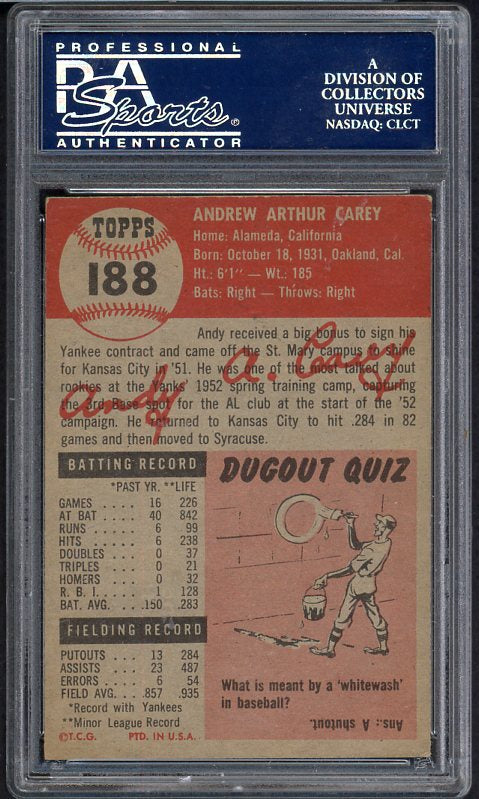 PROFESSIONAL
PSA
Sports
AUTHENTICATOR
®
A
DIVISION OF
COLLECTORS
UNIVERSE
NASDAQ: CLCT
TOPPS
188
ANDREW ARTHUR CAREY
Home: Alameda, California
Born: October 18, 1931, Oakland, Cal.
Ht.: 6'1" — Wt.: 185
Bats: Right — Throws: Right
Andy received a big bonus to sign his
Yankee contract and came off the St. Mary campus to shine
for Kansas City in '51. He was one of the most talked about
rookies at the Yanks' 1952 spring training camp, capturing
the 3rd Base spot for the AL club at the start of the '52
campaign. He returned to Kansas City to hit .284 in 82
games and then moved to Syracuse.
Andy A. Carey
BATTING RECORD
*PAST YR. **LIFE
GAMES 16 226
AT BAT .... 40 842
RUNS .... 6 99
HITS .... 6 238
DOUBLES .. 0 37
TRIPLES ... 0 21
HOMERS .. 0 32
R. B. I. .... 1 128
BAT. AVG. . .150 .283
FIELDING RECORD
PUTOUTS ... 13 284
ASSISTS .... 23 487
ERRORS .... 6 54
FIELD AVG. . .857 .935
*Record with Yankees
**Minor League Record
©T.C.G. PTD. IN U.S.A.
DUGOUT QUIZ
What is meant by a 'whitewash'
in baseball?
Ans.: A shutout.